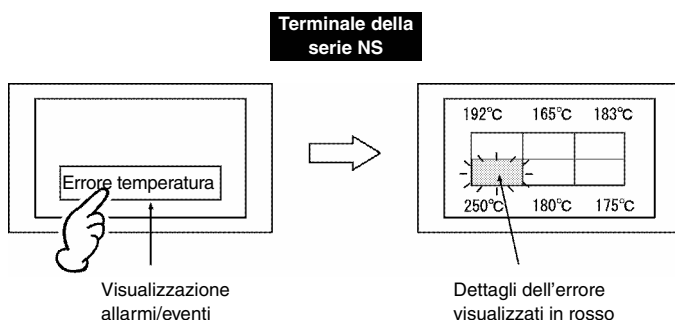 Terminale della
serie NS
Errore temperatura
Visualizzazione
allarmi/eventi
192°C 165°C 183°C
250°C 180°C 175°C
Dettagli dell'errore
visualizzati in rosso